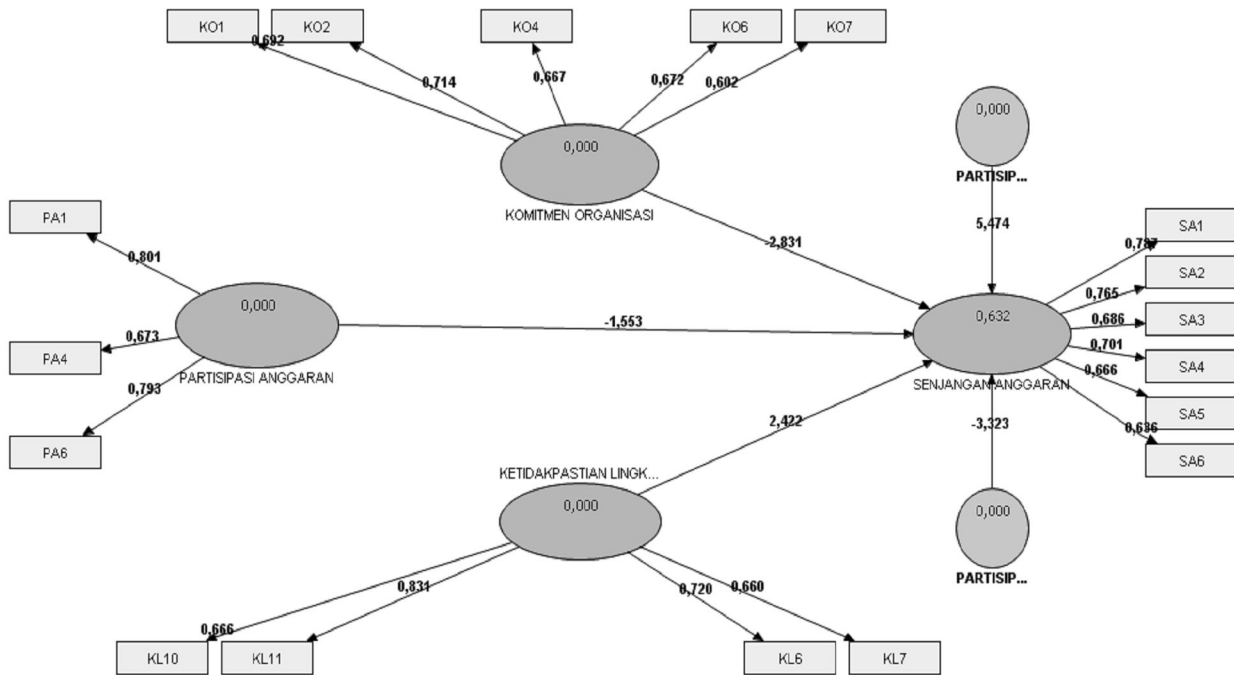 KO1
KO2
KO4
KO6
KO7
0,692
0,714
0,667
0,672
0,602
0,000
KOMITMEN ORGANISASI
0,000
PARTISIP...
5,474
-2,831
PA1
PA4
PA6
0,801
0,673
0,793
0,000
PARTISIPASI ANGGARAN
-1,553
0,632
SENJANGAN ANGGARAN
SA1
SA2
SA3
SA4
SA5
SA6
0,787
0,765
0,686
0,701
0,666
0,636
2,422
-3,323
KETIDAKPASTIAN LINGK...
0,000
0,000
PARTISIP...
0,666
0,831
0,720
0,660
KL10
KL11
KL6
KL7